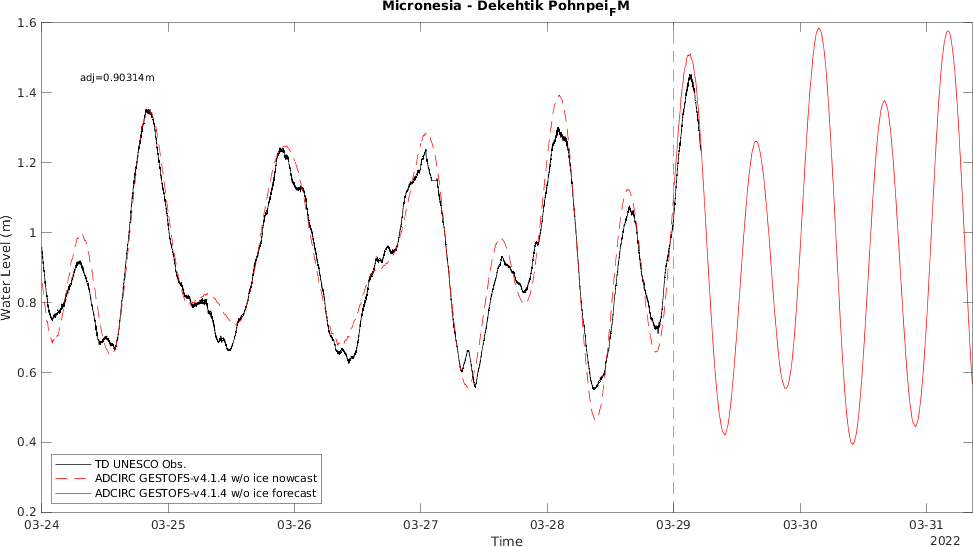 Micronesia - Dekehtik Pohnpei_FM
adj=0.90314m
1.6
1.4
1.2
1
0.8
0.6
0.4
0.2
Water Level (m)
TD UNESCO Obs.
ADCIRC GESTOFS-v4.1.4 w/o ice nowcast
ADCIRC GESTOFS-v4.1.4 w/o ice forecast
03-24 03-25 03-26 03-27 03-28 03-29 03-30 03-31
Time
2022